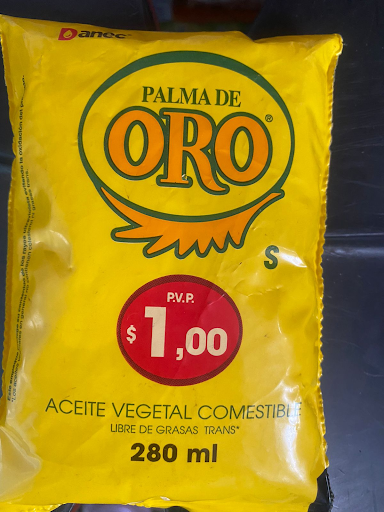 Danec
PALMA DE
ORO®
S
P.V.P.
$1,00
ACEITE VEGETAL COMESTIBLE
LIBRE DE GRASAS TRANS*
280 ml